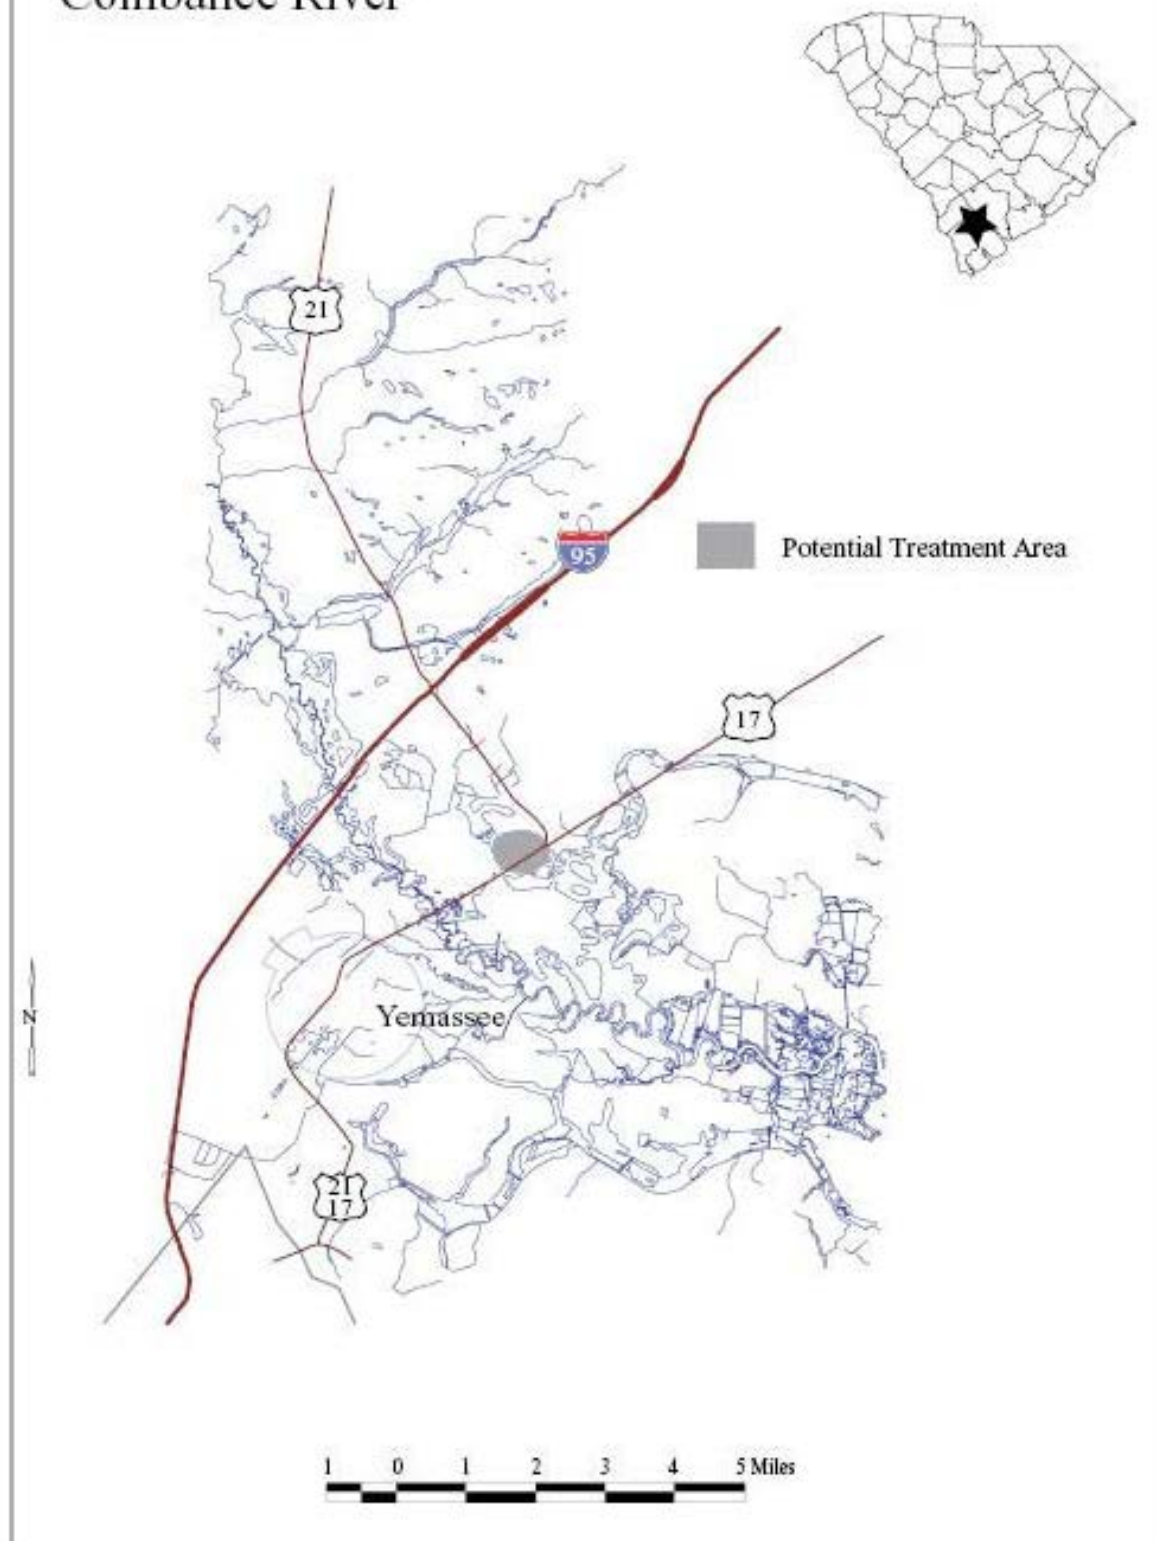 Combahee River
21
95
Potential Treatment Area
17
Yemassee
21
17
N
1 0 1 2 3 4 5 Miles